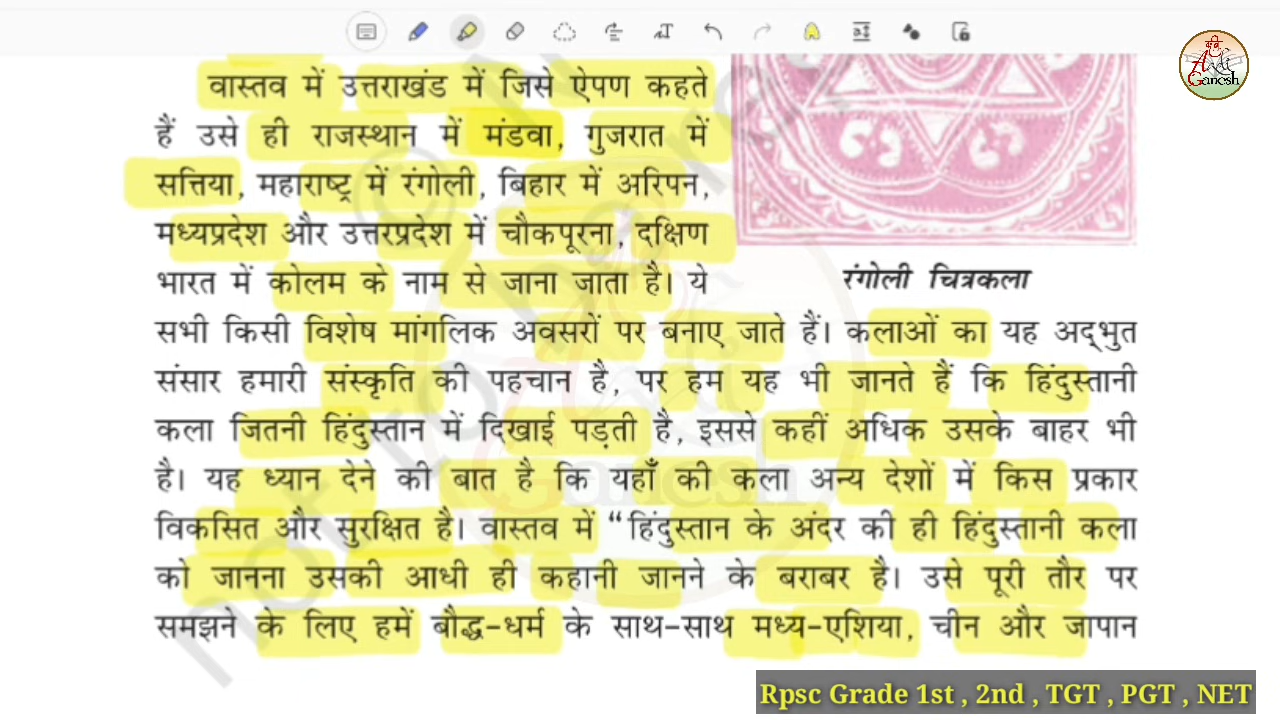 वास्तव में उत्तराखंड में जिसे ऐपण कहते
हैं उसे ही राजस्थान में मंडवा, गुजरात में
सत्तिया, महाराष्ट्र में रंगोली, बिहार में अरिपन,
मध्यप्रदेश और उत्तरप्रदेश में चौकपूरना, दक्षिण
भारत में कोलम के नाम से जाना जाता है। ये
रंगोली चित्रकला
सभी किसी विशेष मांगलिक अवसरों पर बनाए जाते हैं। कलाओं का यह अद्भुत
संसार हमारी संस्कृति की पहचान है, पर हम यह भी जानते हैं कि हिंदुस्तानी
कला जितनी हिंदुस्तान में दिखाई पड़ती है, इससे कहीं अधिक उसके बाहर भी
है। यह ध्यान देने की बात है कि यहाँ की कला अन्य देशों में किस प्रकार
विकसित और सुरक्षित है। वास्तव में “हिंदुस्तान के अंदर की ही हिंदुस्तानी कला
को जानना उसकी आधी ही कहानी जानने के बराबर है। उसे पूरी तौर पर
समझने के लिए हमें बौद्ध-धर्म के साथ-साथ मध्य-एशिया, चीन और जापान
Rpsc Grade 1st , 2nd , TGT , PGT , NET